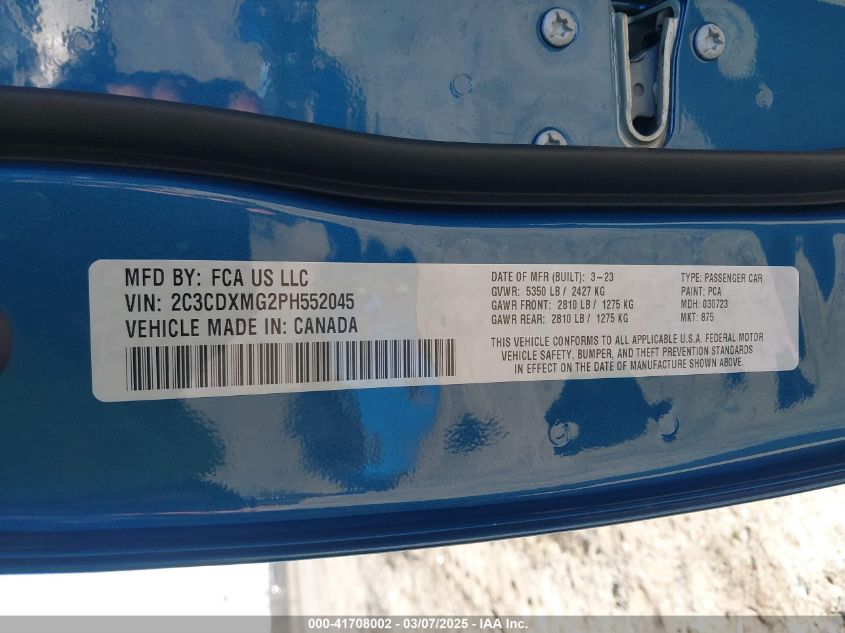 MFD BY: FCA US LLC
VIN: 2C3CDXMG2PH552045
VEHICLE MADE IN: CANADA
DATE OF MFR (BUILT): 3-23
GVWR: 5350 LB / 2427 KG
GAWR FRONT: 2810 LB / 1275 KG
GAWR REAR: 2810 LB / 1275 KG
TYPE: PASSENGER CAR
PAINT: PCA
MDH: 030723
MKT: 875
THIS VEHICLE CONFORMS TO ALL APPLICABLE U.S.A. FEDERAL MOTOR
VEHICLE SAFETY, BUMPER, AND THEFT PREVENTION STANDARDS
IN EFFECT ON THE DATE OF MANUFACTURE SHOWN ABOVE.
000-41708002 - 03/07/2025 - IAA Inc.